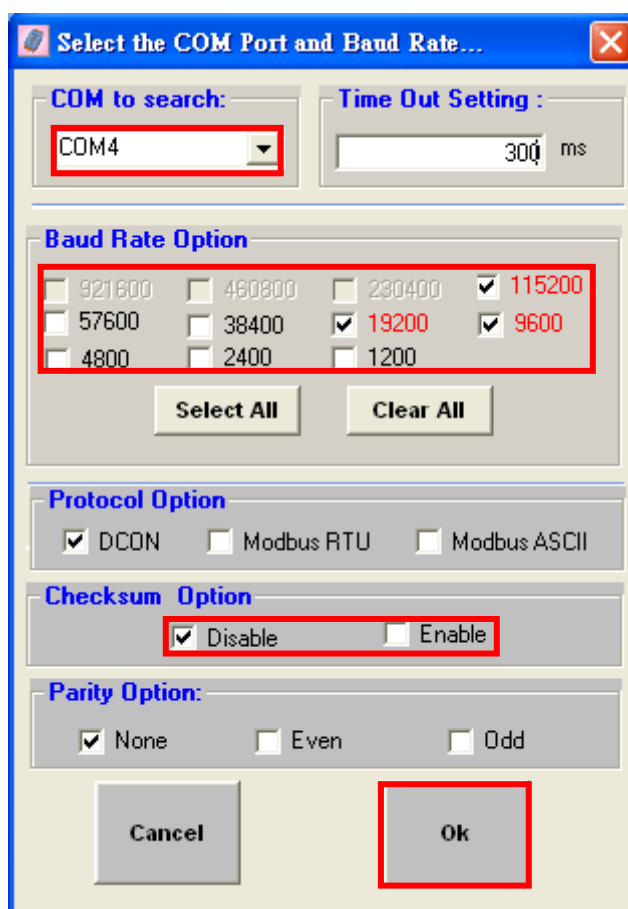 Select the COM Port and Baud Rate...
COM to search: Time Out Setting :
COM4 300 ms
Baud Rate Option
921600 460800 230400 115200
57600 38400 19200 9600
4800 2400 1200
Select All Clear All
Protocol Option
DCON Modbus RTU Modbus ASCII
Checksum Option
Disable Enable
Parity Option:
None Even Odd
Cancel Ok